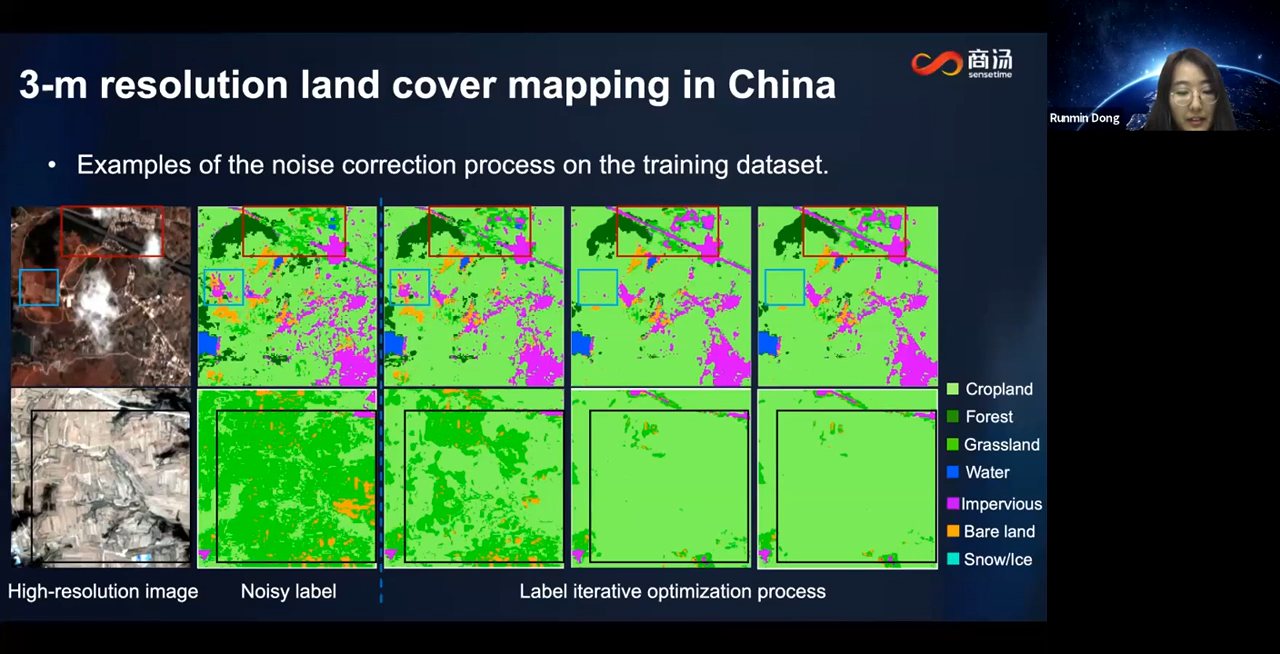 3-m resolution land cover mapping in China
商汤
sensetime
Runmin Dong
• Examples of the noise correction process on the training dataset.
Cropland
Forest
Grassland
Water
Impervious
Bare land
Snow/Ice
High-resolution image
Noisy label
Label iterative optimization process